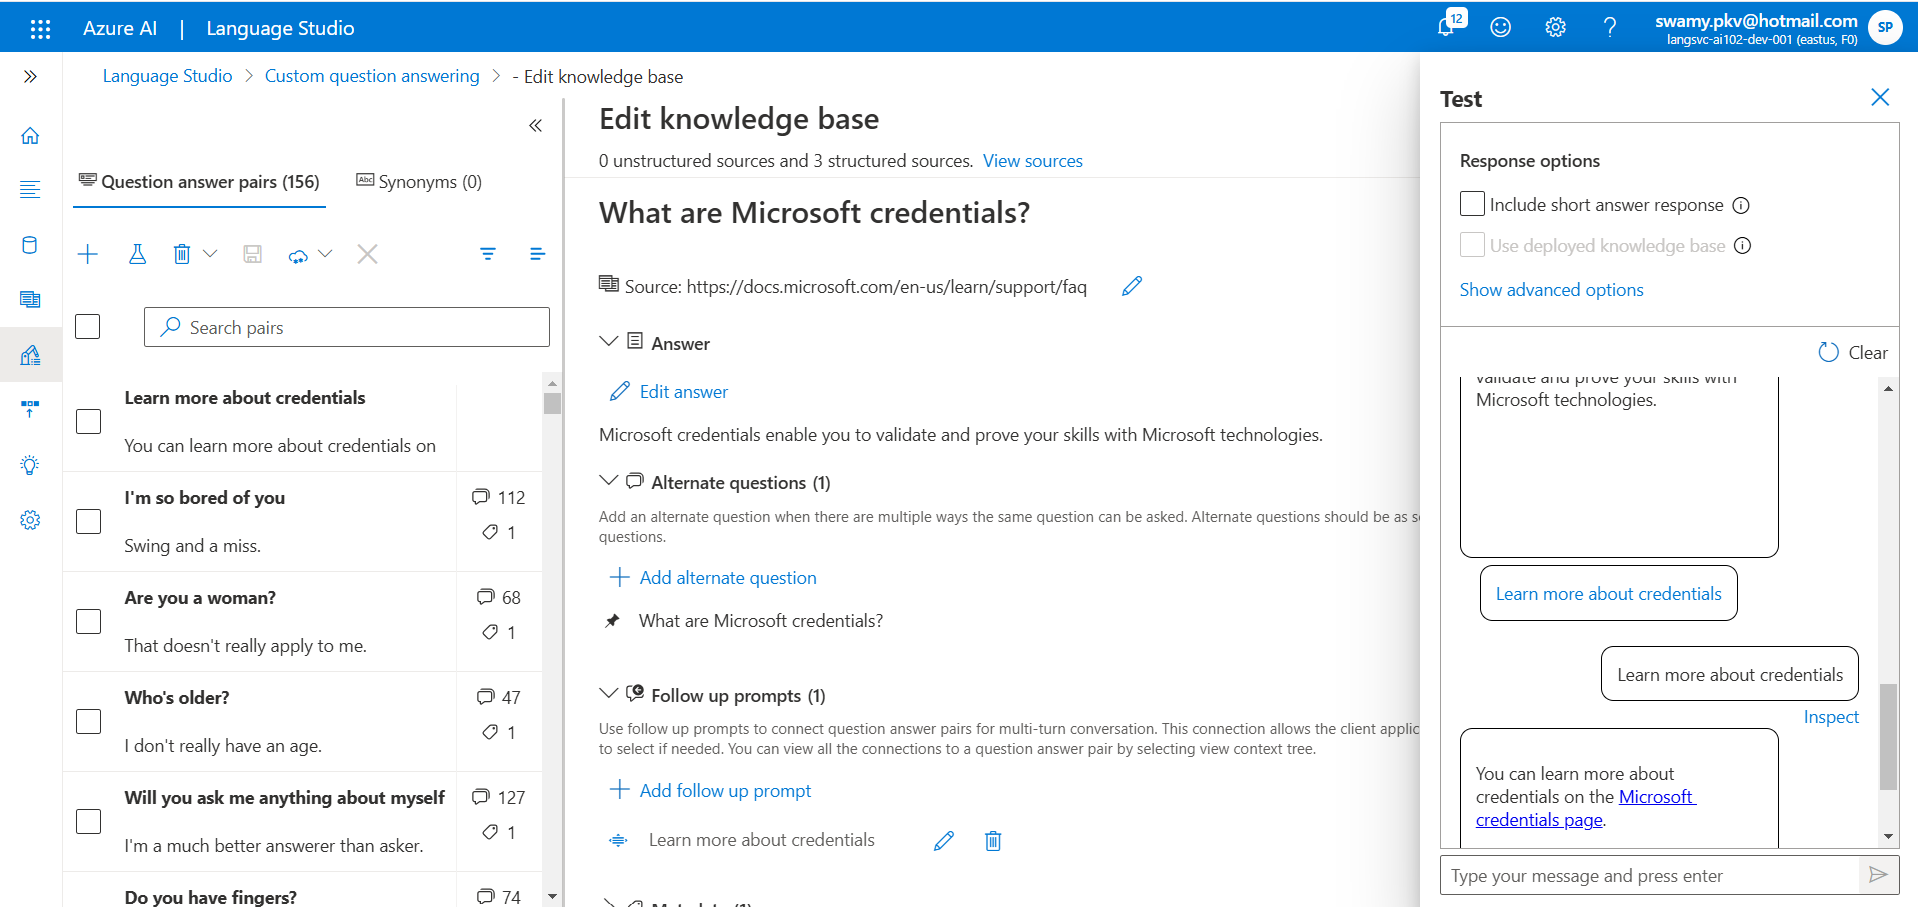 Azure AI | Language Studio
12
swamy.pkv@hotmail.com
langsvc-ai102-dev-001 (eastus, F0)
SP
Language Studio > Custom question answering > - Edit knowledge base
Question answer pairs (156)
Abc Synonyms (0)
Search pairs
Learn more about credentials
You can learn more about credentials on
I'm so bored of you
112
1
Swing and a miss.
Are you a woman?
68
1
That doesn't really apply to me.
Who's older?
47
1
I don't really have an age.
Will you ask me anything about myself
127
1
I'm a much better answerer than asker.
Do you have fingers?
74
Edit knowledge base
0 unstructured sources and 3 structured sources. View sources
What are Microsoft credentials?
Source: https://docs.microsoft.com/en-us/learn/support/faq
Answer
Edit answer
Microsoft credentials enable you to validate and prove your skills with Microsoft technologies.
Alternate questions (1)
Add an alternate question when there are multiple ways the same question can be asked. Alternate questions should be as
questions.
Add alternate question
What are Microsoft credentials?
Follow up prompts (1)
Use follow up prompts to connect question answer pairs for multi-turn conversation. This connection allows the client applic
to select if needed. You can view all the connections to a question answer pair by selecting view context tree.
Add follow up prompt
Learn more about credentials
Test
Response options
Include short answer response
Use deployed knowledge base
Show advanced options
Clear
validate and prove your skills with
Microsoft technologies.
Learn more about credentials
Learn more about credentials
Inspect
You can learn more about
credentials on the Microsoft
credentials page.
Type your message and press enter